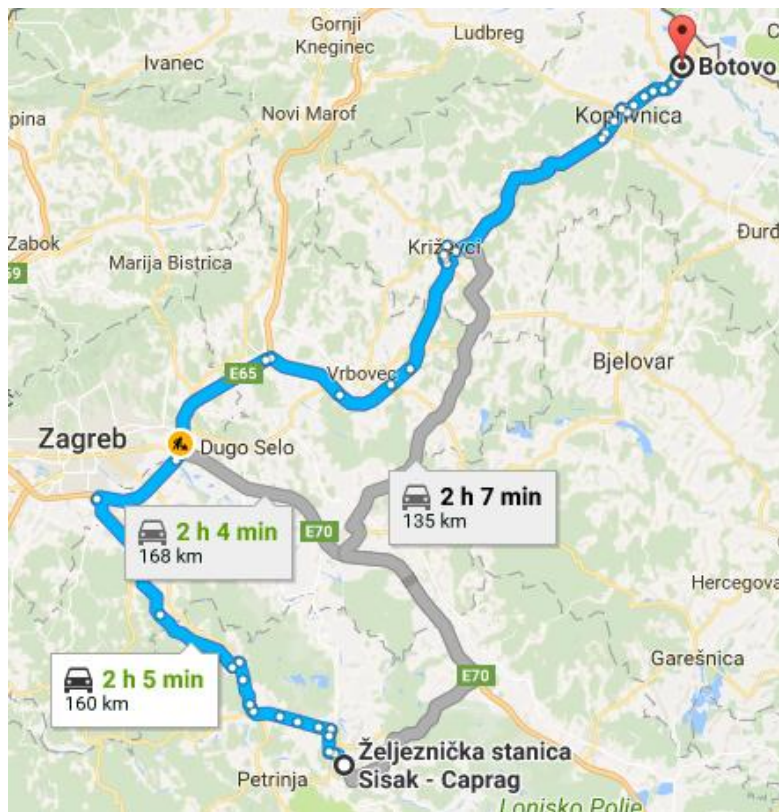 Gornji
Kneginec
Ludbreg
Ivanec
Botovo
Novi Marof
Koprivnica
pina
Zabok
59
Marija Bistrica
Križevci
Đurđ
E65
Vrbovec
Bjelovar
Zagreb
Dugo Selo
2 h 7 min
135 km
2 h 4 min
168 km
E70
Hercegova
Garešnica
2 h 5 min
160 km
E70
Željeznička stanica
Sisak - Caprag
Petrinja
Lonjsko Polje